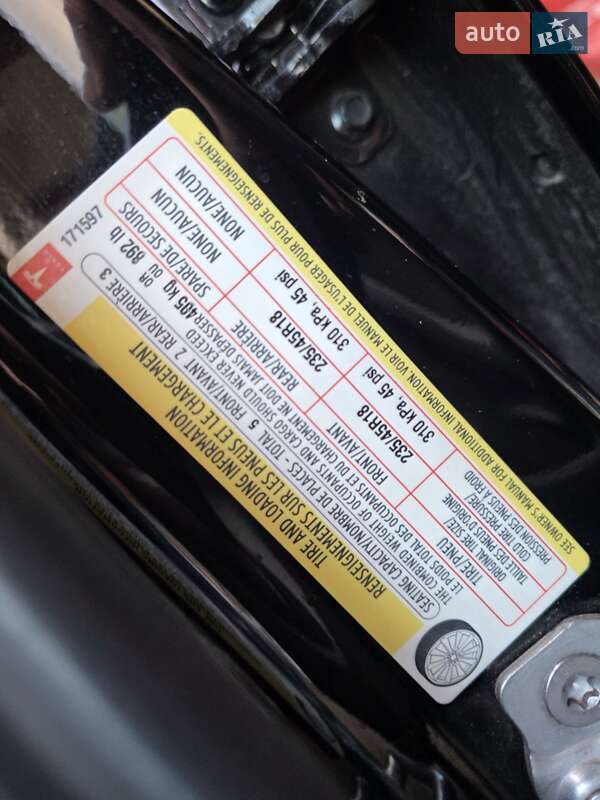 auto RIA.com
TIRE AND LOADING INFORMATION
RENSEIGNEMENTS SUR LES PNEUS ET LE CHARGEMENT
SEATING CAPACITY/NOMBRE DE PLACES - TOTAL 5 FRONT/AVANT 2 REAR/ARRIÈRE 3
THE COMBINED WEIGHT OF OCCUPANTS AND CARGO SHOULD NEVER EXCEED
LE POIDS TOTAL DES OCCUPANTS ET DU CHARGEMENT NE DOIT JAMAIS DÉPASSER 405 kg OR/OU 892 lb
TIRE /PNEU FRONT/AVANT REAR/ARRIÈRE SPARE/DE SECOURS
ORIGINAL TIRE SIZE/ 235/45R18 235/45R18 NONE/AUCUN
TAILLE DES PNEUS D'ORIGINE
COLD TIRE PRESSURE/ 310 kPa, 45 psi 310 kPa, 45 psi NONE/AUCUN
PRESSION DES PNEUS À FROID
SEE OWNER'S MANUAL FOR ADDITIONAL INFORMATION. VOIR LE MANUEL DE L'USAGER POUR PLUS DE RENSEIGNEMENTS.
171597